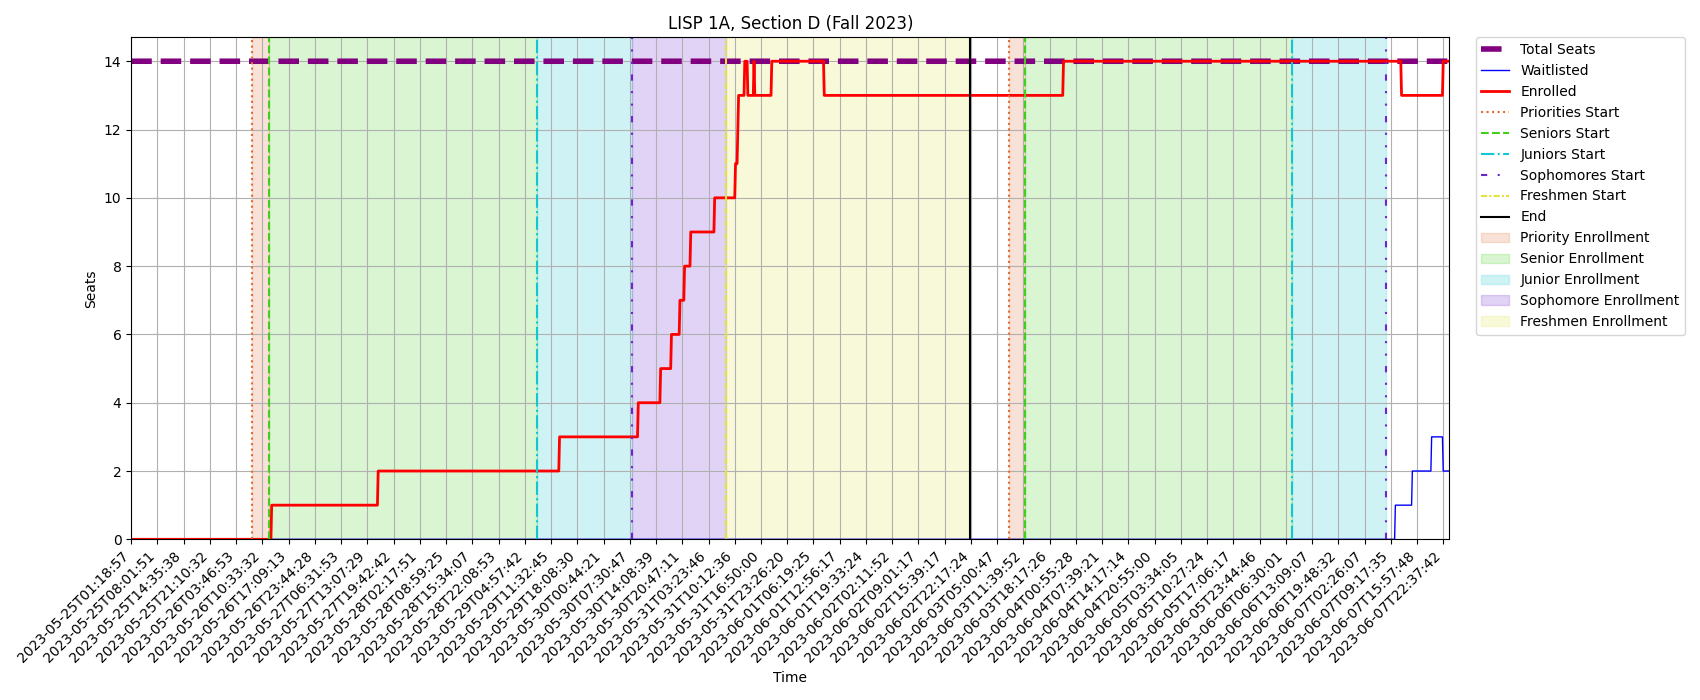 LISP 1A, Section D (Fall 2023)
Seats
14
12
10
8
6
4
2
0
2023-05-25T01:18:57
2023-05-25T08:01:51
2023-05-25T14:35:38
2023-05-25T21:10:32
2023-05-26T03:46:53
2023-05-26T10:33:32
2023-05-26T17:09:13
2023-05-26T23:44:28
2023-05-27T06:31:53
2023-05-27T13:07:29
2023-05-27T19:42:42
2023-05-28T02:17:51
2023-05-28T08:59:25
2023-05-28T15:34:07
2023-05-28T22:08:53
2023-05-29T04:57:42
2023-05-29T11:32:45
2023-05-29T18:08:30
2023-05-30T00:44:21
2023-05-30T07:30:47
2023-05-30T14:08:39
2023-05-30T20:47:11
2023-05-31T03:23:46
2023-05-31T10:12:36
2023-05-31T16:50:00
2023-05-31T23:26:20
2023-06-01T06:19:25
2023-06-01T12:56:17
2023-06-01T19:33:24
2023-06-02T02:11:52
2023-06-02T09:01:17
2023-06-02T15:39:17
2023-06-02T22:17:24
2023-06-03T05:00:47
2023-06-03T11:39:52
2023-06-03T18:17:26
2023-06-04T00:55:28
2023-06-04T07:39:21
2023-06-04T14:17:14
2023-06-04T20:55:00
2023-06-05T03:34:05
2023-06-05T10:27:24
2023-06-05T17:06:17
2023-06-05T23:44:46
2023-06-06T06:30:01
2023-06-06T13:09:07
2023-06-06T19:48:32
2023-06-07T02:26:07
2023-06-07T09:17:35
2023-06-07T15:57:48
2023-06-07T22:37:42
Time
Total Seats
Waitlisted
Enrolled
Priorities Start
Seniors Start
Juniors Start
Sophomores Start
Freshmen Start
End
Priority Enrollment
Senior Enrollment
Junior Enrollment
Sophomore Enrollment
Freshmen Enrollment